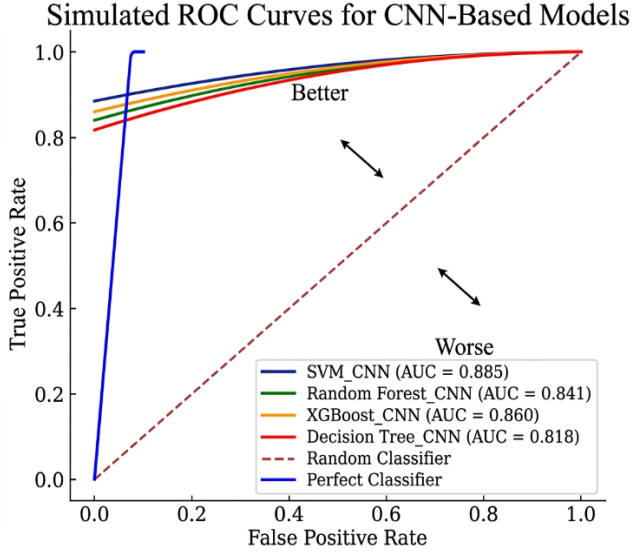 Simulated ROC Curves for CNN-Based Models
1.0
0.8
0.6
0.4
0.2
0.0
True Positive Rate
Better
Worse
SVM_CNN (AUC = 0.885)
Random Forest_CNN (AUC = 0.841)
XGBoost_CNN (AUC = 0.860)
Decision Tree_CNN (AUC = 0.818)
Random Classifier
Perfect Classifier
0.0 0.2 0.4 0.6 0.8 1.0
False Positive Rate